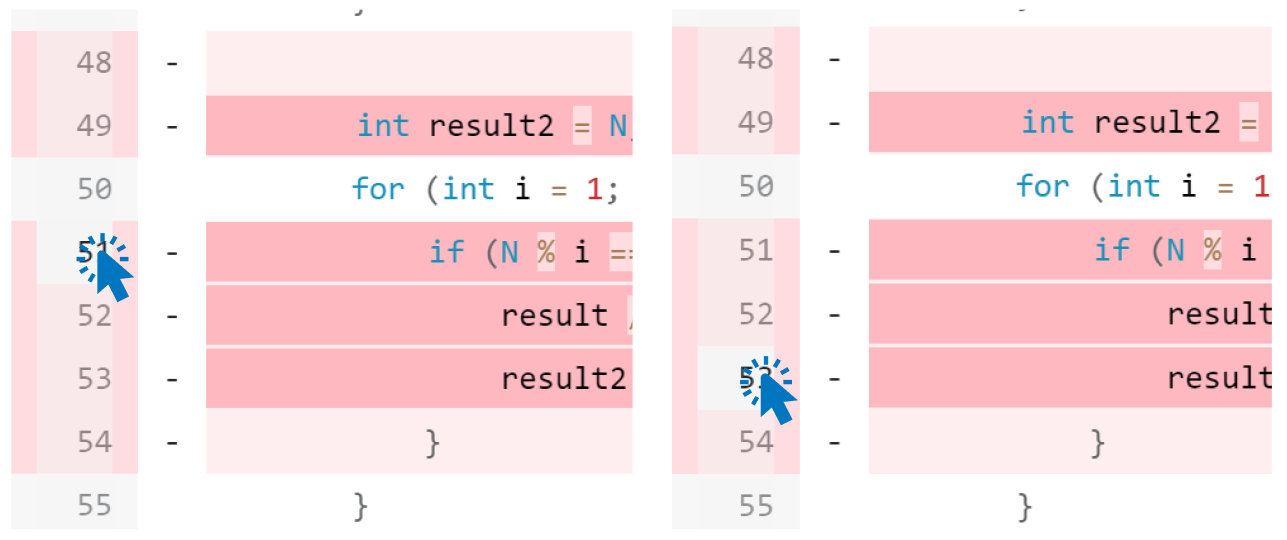 48 -
49 - int result2 = N
50 for (int i = 1;
51 - if (N % i ==
52 - result /
53 - result2
54 - }
55 }
48 -
49 - int result2 =
50 for (int i = 1
51 - if (N % i
52 - result
53 - result
54 - }
55 }